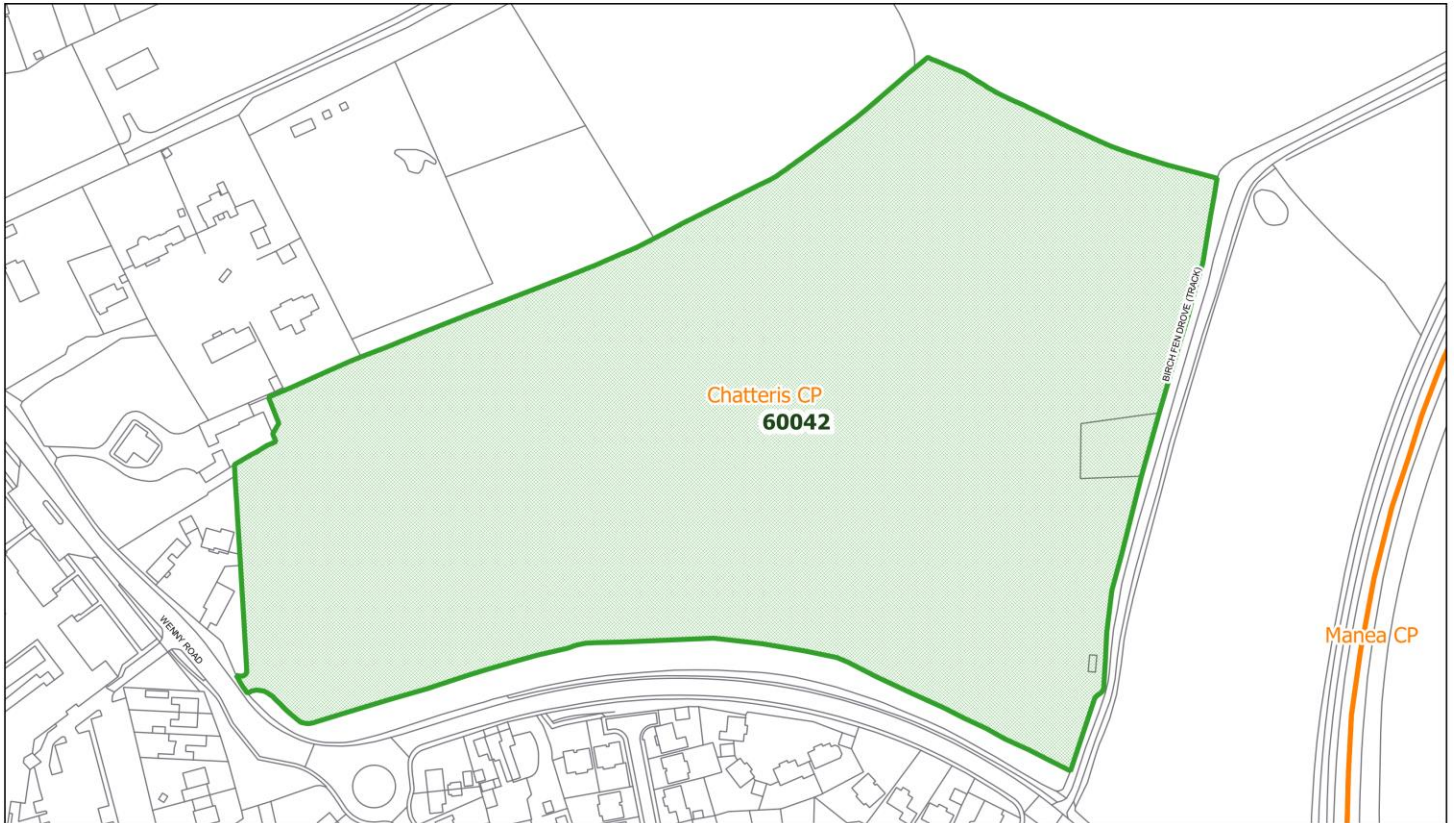 BIRCH FEN DROVE (TRACK)
Chatteris CP
60042
WENNY ROAD
Manea CP